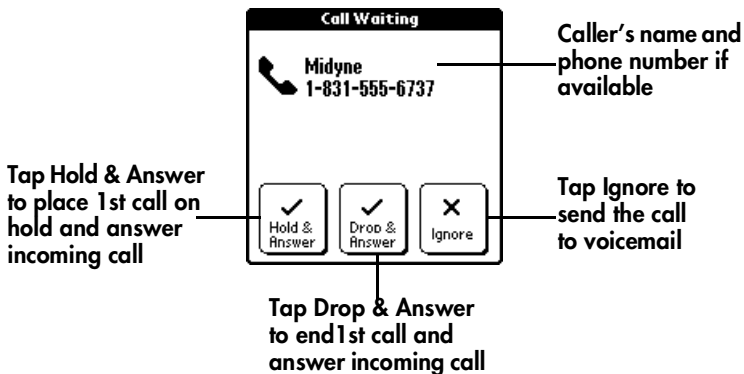 Call Waiting
Midyne
1-831-555-6737
Caller's name and
phone number if
available
Tap Hold & Answer
to place 1st call on
hold and answer
incoming call
Hold &
Answer
Drop &
Answer
Ignore
Tap Ignore to
send the call
to voicemail
Tap Drop & Answer
to end1st call and
answer incoming call